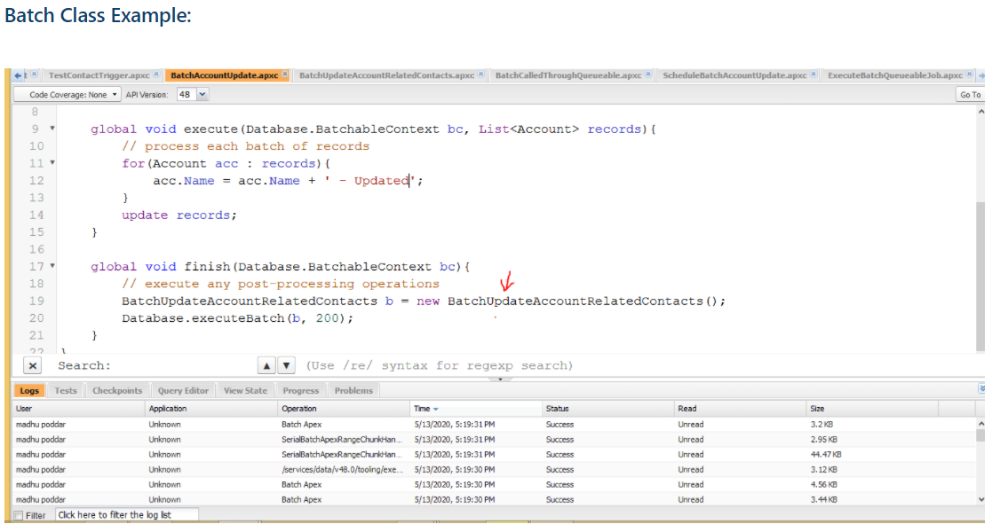 Batch Class Example:
t TestContactTrigger.apxc BatchAccountUpdate.apxc BatchUpdateAccountRelatedContacts.apxc BatchCalledThroughQueueable.apxc ScheduleBatchAccountUpdate.apxc ExecuteBatchQueueableJob.apxc
Code Coverage: None API Version: 48 Go To
8
9 global void execute(Database.BatchableContext bc, List<Account> records){
10 // process each batch of records
11 for(Account acc : records){
12 acc.Name = acc.Name + ' - Updated';
13 }
14 update records;
15 }
16
17 global void finish(Database.BatchableContext bc){
18 // execute any post-processing operations
19 BatchUpdateAccountRelatedContacts b = new BatchUpdateAccountRelatedContacts();
20 Database.executeBatch(b, 200);
21 }
22 }
Search: (Use /re/ syntax for regexp search)
Logs Tests Checkpoints Query Editor View State Progress Problems
User Application Operation Time Status Read Size
madhu poddar Unknown Batch Apex 5/13/2020, 5:19:31 PM Success Unread 3.2 KB
madhu poddar Unknown SerialBatchApexRangeChunkHan... 5/13/2020, 5:19:31 PM Success Unread 2.95 KB
madhu poddar Unknown SerialBatchApexRangeChunkHan... 5/13/2020, 5:19:31 PM Success Unread 44.47 KB
madhu poddar Unknown /services/data/v48.0/tooling/exe... 5/13/2020, 5:19:30 PM Success Unread 3.12 KB
madhu poddar Unknown Batch Apex 5/13/2020, 5:19:30 PM Success Unread 4.56 KB
madhu poddar Unknown Batch Apex 5/13/2020, 5:19:30 PM Success Unread 3.44 KB
Filter Click here to filter the log list